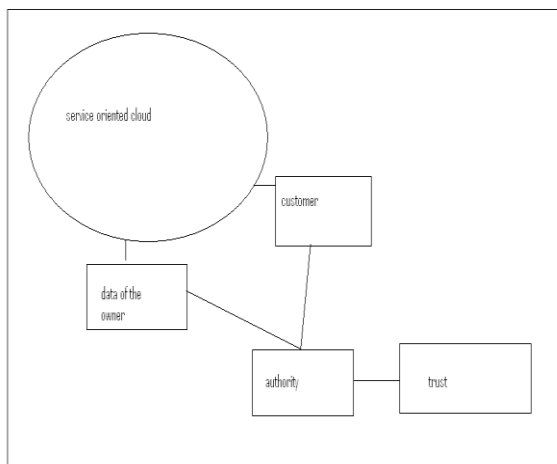 service oriented cloud
customer
data of the
owner
authority
trust